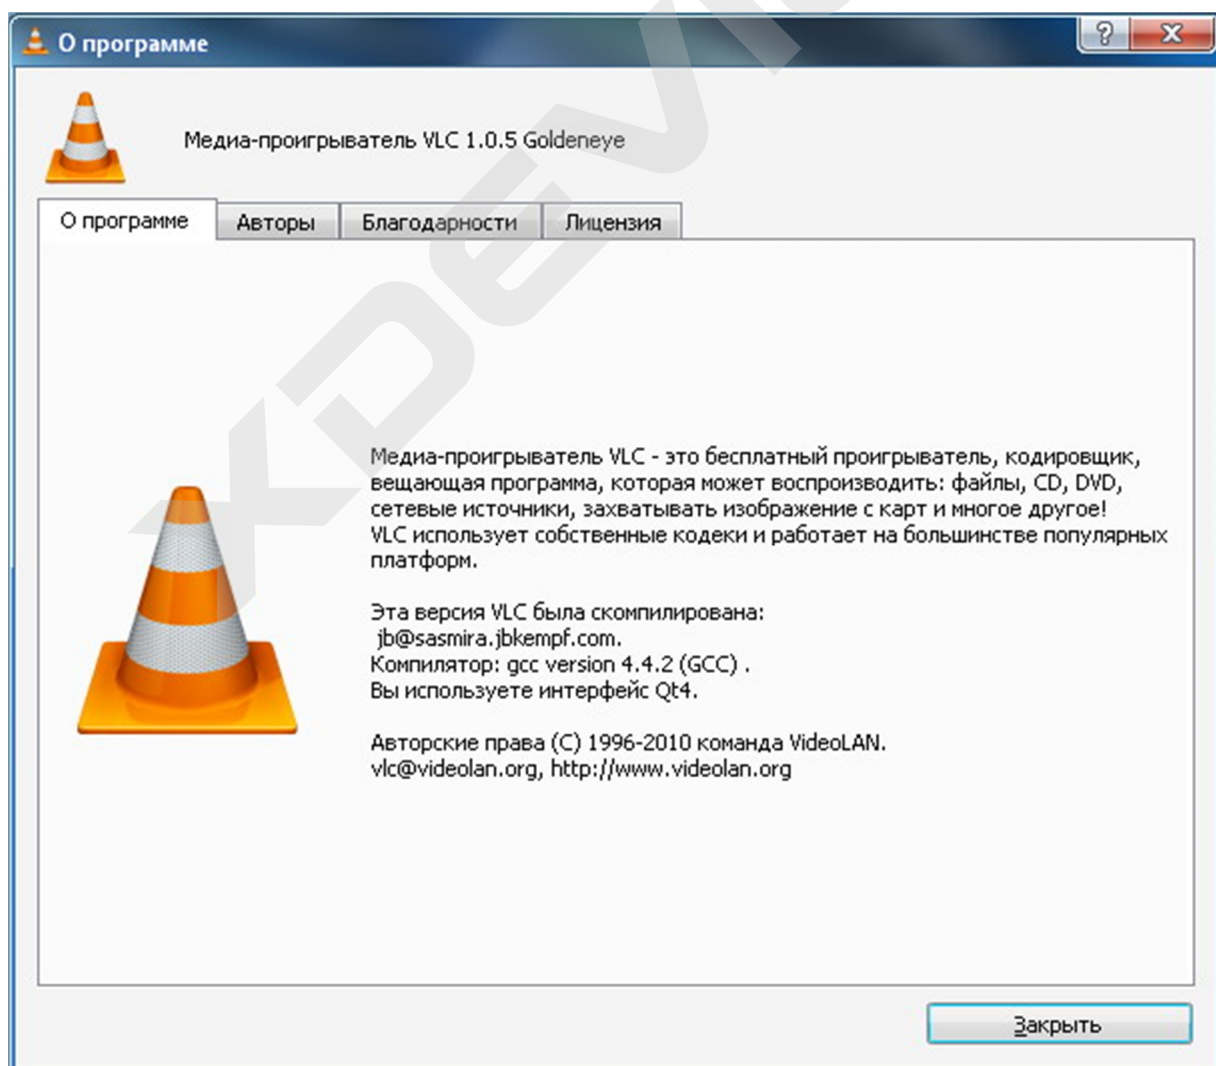 О программе
Медиа-проигрыватель VLC 1.0.5 Goldeneye
О программе Авторы Благодарности Лицензия
Медиа-проигрыватель VLC - это бесплатный проигрыватель, кодировщик,
вещающая программа, которая может воспроизводить: файлы, CD, DVD,
сетевые источники, захватывать изображение с карт и многое другое!
VLC использует собственные кодеки и работает на большинстве популярных
платформ.
Эта версия VLC была скомпилирована:
jb@sasmira.jbkempf.com.
Компилятор: gcc version 4.4.2 (GCC) .
Вы используете интерфейс Qt4.
Авторские права (C) 1996-2010 команда VideoLAN.
vlc@videolan.org, http://www.videolan.org
Закрыть